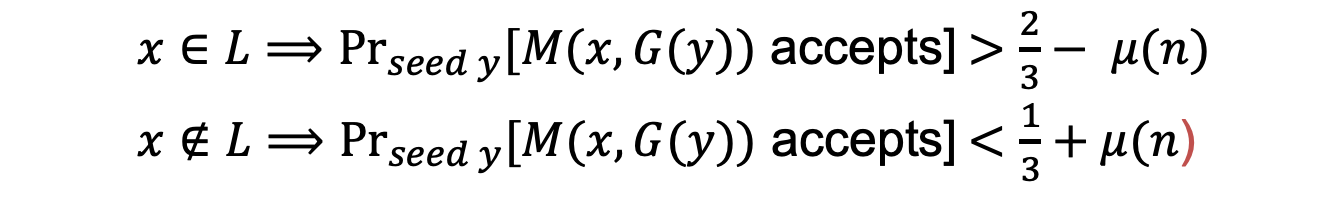 x ∈ L ⟹ Pr_{seed y}[M(x, G(y)) accepts] > 2/3 − μ(n)
x ∉ L ⟹ Pr_{seed y}[M(x, G(y)) accepts] < 1/3 + μ(n)